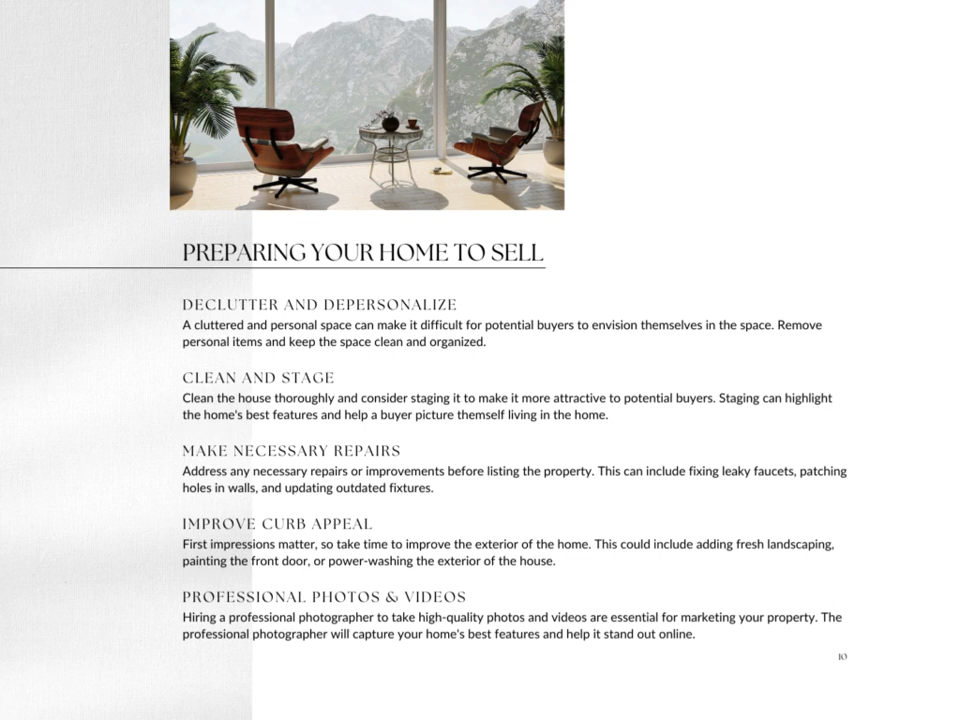 PREPARING YOUR HOME TO SELL
DECLUTTER AND DEPERSONALIZE
A cluttered and personal space can make it difficult for potential buyers to envision themselves in the space. Remove
personal items and keep the space clean and organized.
CLEAN AND STAGE
Clean the house thoroughly and consider staging it to make it more attractive to potential buyers. Staging can highlight
the home's best features and help a buyer picture themself living in the home.
MAKE NECESSARY REPAIRS
Address any necessary repairs or improvements before listing the property. This can include fixing leaky faucets, patching
holes in walls, and updating outdated fixtures.
IMPROVE CURB APPEAL
First impressions matter, so take time to improve the exterior of the home. This could include adding fresh landscaping,
painting the front door, or power-washing the exterior of the house.
PROFESSIONAL PHOTOS & VIDEOS
Hiring a professional photographer to take high-quality photos and videos are essential for marketing your property. The
professional photographer will capture your home's best features and help it stand out online.
10